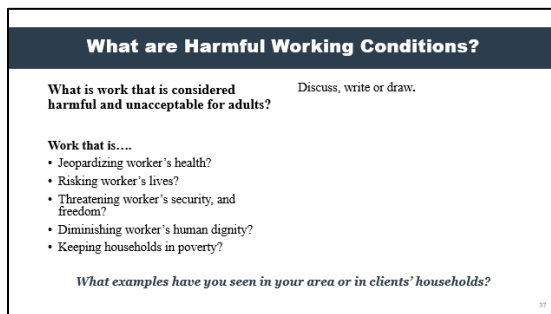 What are Harmful Working Conditions?
What is work that is considered
harmful and unacceptable for adults?
Work that is….
• Jeopardizing worker’s health?
• Risking worker’s lives?
• Threatening worker’s security, and
freedom?
• Diminishing worker’s human dignity?
• Keeping households in poverty?
Discuss, write or draw.
What examples have you seen in your area or in clients’ households?
37